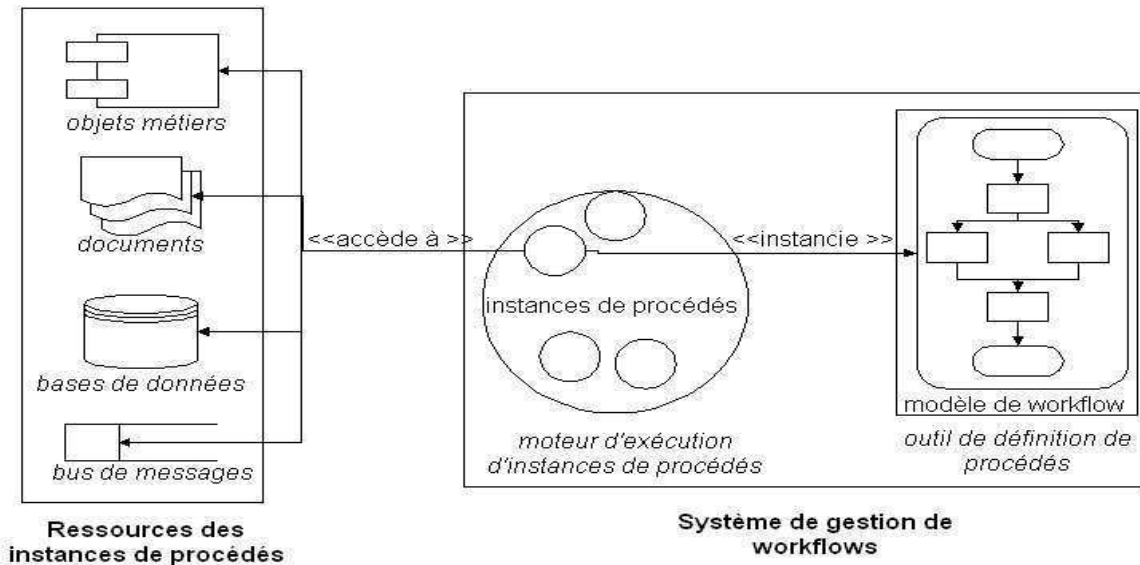 objets métiers
documents
bases de données
bus de messages
Ressources des
instances de procédés
<<accède à >>
<<instancie >>
instances de procédés
moteur d'exécution
d'instances de procédés
modèle de workflow
outil de définition de
procédés
Système de gestion de
workflows